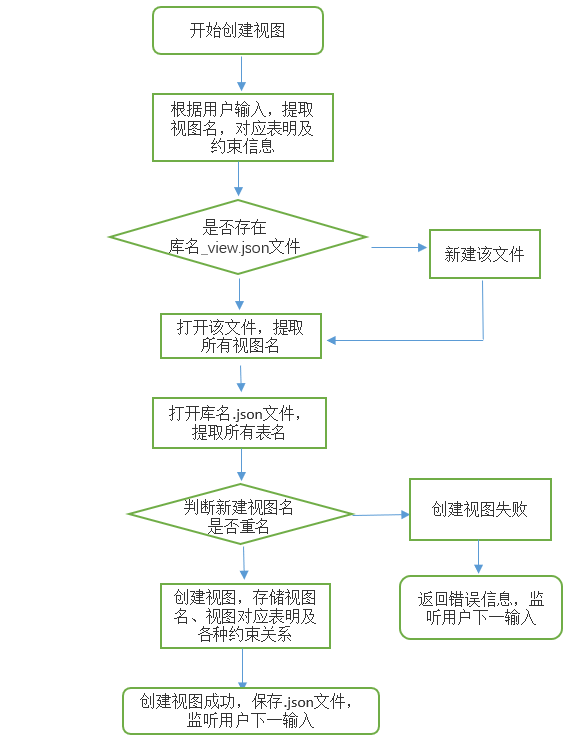 开始创建视图
根据用户输入，提取
视图名，对应表明及
约束信息
是否存在
库名_view.json文件
新建该文件
打开该文件，提取
所有视图名
打开库名.json文件，
提取所有表名
判断新建视图名
是否重名
创建视图失败
创建视图，存储视图
名、视图对应表明及
各种约束关系
返回错误信息，监
听用户下一输入
创建视图成功，保存.json文件，
监听用户下一输入